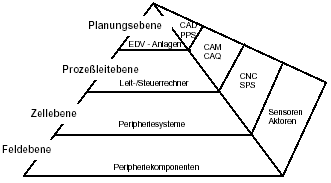 Planungsebene
CAD
PPS
EDV - Anlagen
CAM
CAQ
Prozeßleitebene
Leit-/Steuerrechner
CNC
SPS
Zellebene
Peripheriesysteme
Sensoren
Aktoren
Feldebene
Peripheriekomponenten